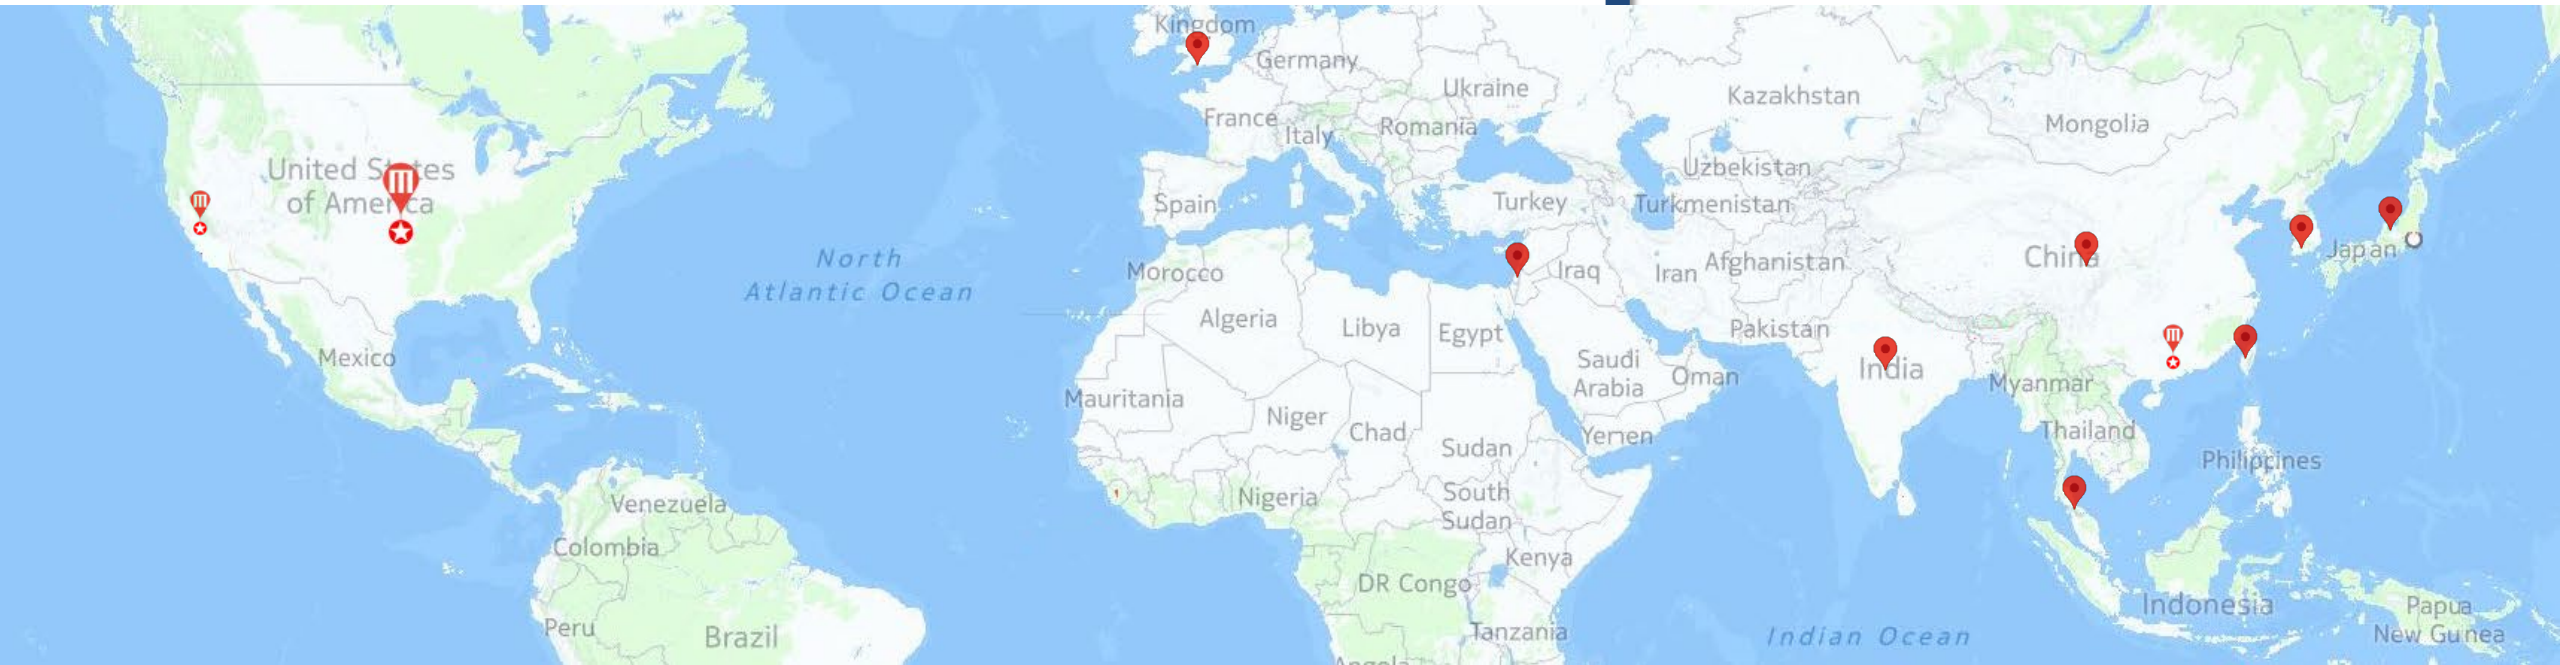 Kingdom
Germany
Ukraine
Kazakhstan
Mongolia
France
Italy
Romania
United States
of America
Uzbekistan
Spain
Turkey
Turkmenistan
North
Atlantic Ocean
Morocco
Iraq
Iran
Afghanistan
China
Japan
Algeria
Libya
Egypt
Pakistan
Mexico
Saudi
Arabia
Oman
India
Myanmar
Mauritania
Niger
Chad
Sudan
Yemen
Thailand
Philippines
Venezuela
Nigeria
South
Sudan
Colombia
Kenya
DR Congo
Indonesia
Papua
New Guinea
Peru
Brazil
Tanzania
Indian Ocean
Angola